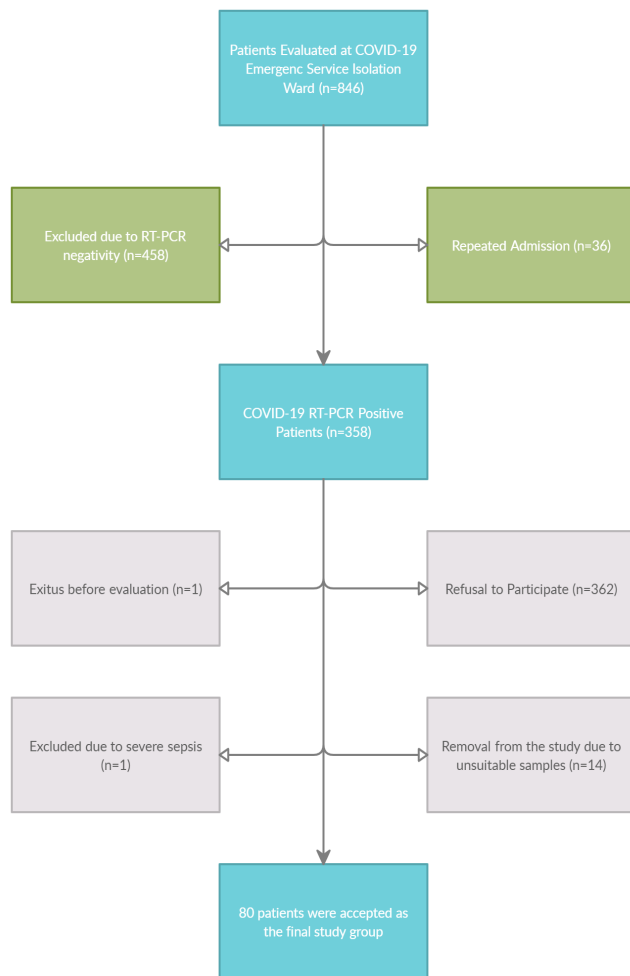 Patients Evaluated at COVID-19
Emergenc Service Isolation
Ward (n=846)
Excluded due to RT-PCR
negativity (n=458)
Repeated Admission (n=36)
COVID-19 RT-PCR Positive
Patients (n=358)
Exitus before evaluation (n=1)
Refusal to Participate (n=362)
Excluded due to severe sepsis
(n=1)
Removal from the study due to
unsuitable samples (n=14)
80 patients were accepted as
the final study group